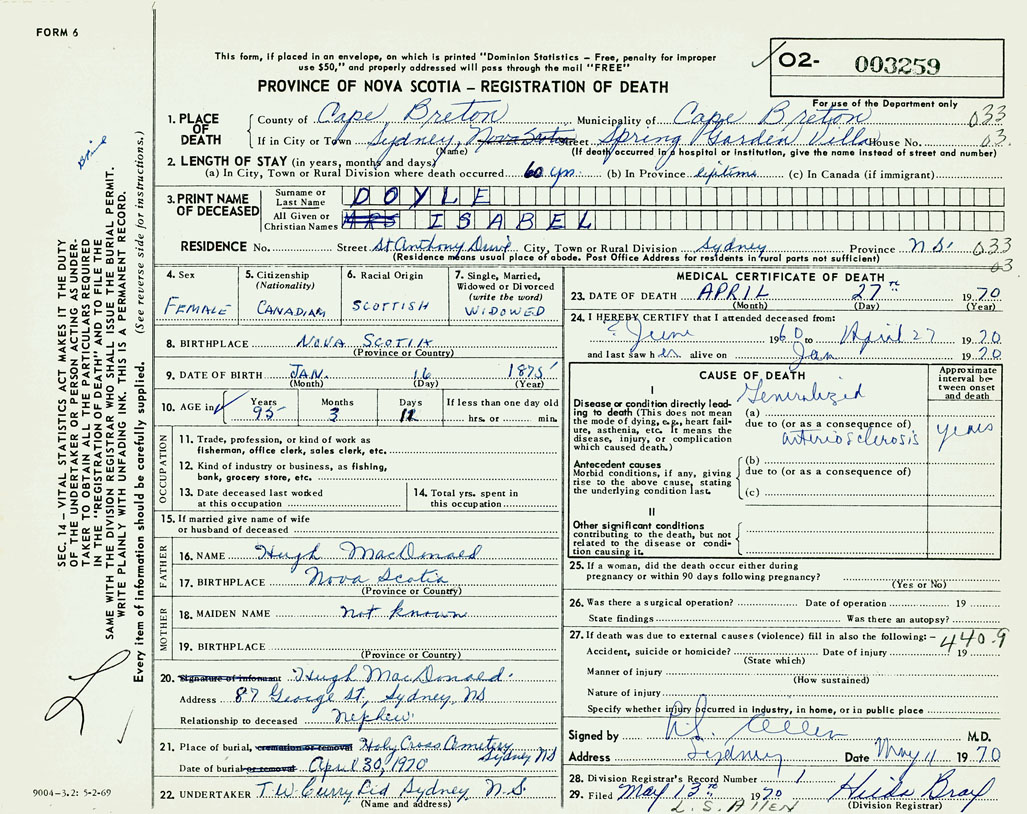 FORM 6
This form, if placed in an envelope, on which is printed "Dominion Statistics – Free, penalty for improper
use $50," and properly addressed will pass through the mail "FREE"
O2- 003259
For use of the Department only
PROVINCE OF NOVA SCOTIA – REGISTRATION OF DEATH
1. PLACE OF DEATH
County of Cape Breton Municipality of Cape Breton 033
If in City or Town Sydney, Nova Scotia Street Spring Garden Villa House No. 03
(Name) (If death occurred in a hospital or institution, give the name instead of street and number)
2. LENGTH OF STAY (in years, months and days)
(a) In City, Town or Rural Division where death occurred 60 yrs. (b) In Province liptime (c) In Canada (if immigrant)
3. PRINT NAME OF DECEASED
Surname or Last Name DOYLE
All Given or Christian Names MRS ISABEL
RESIDENCE No. Street St Anthony Drive City, Town or Rural Division Sydney Province N.S. 033
(Residence means usual place of abode. Post Office Address for residents in rural parts not sufficient) 03
4. Sex FEMALE
5. Citizenship (Nationality) CANADIAN
6. Racial Origin SCOTTISH
7. Single, Married, Widowed or Divorced (write the word) WIDOWED
8. BIRTHPLACE NOVA SCOTIA
(Province or Country)
9. DATE OF BIRTH JAN. 16 1875
(Month) (Day) (Year)
10. AGE in Years 95 Months 3 Days 12 If less than one day old hrs. or min.
OCCUPATION
11. Trade, profession, or kind of work as
fisherman, office clerk, sales clerk, etc.
12. Kind of industry or business, as fishing,
bank, grocery store, etc.
13. Date deceased last worked
at this occupation
14. Total yrs. spent in
this occupation
15. If married give name of wife
or husband of deceased
FATHER
16. NAME Hugh MacDonald
17. BIRTHPLACE Nova Scotia
(Province or Country)
MOTHER
18. MAIDEN NAME Not known
19. BIRTHPLACE
(Province or Country)
20. Signature of informant Hugh MacDonald
Address 87 George St, Sydney, NS
Relationship to deceased Nephew
21. Place of burial, cremation or removal Holy Cross Cemetery
Sydney NS
Date of burial or removal April 30, 1970
22. UNDERTAKER T W Curry Ltd Sydney N.S.
(Name and address)
MEDICAL CERTIFICATE OF DEATH
23. DATE OF DEATH APRIL 27th 1970
(Month) (Day) (Year)
24. I HEREBY CERTIFY that I attended deceased from:
? June 1960 to April 27 1970
and last saw her alive on Jan 1970
CAUSE OF DEATH
Approximate interval between onset and death
I
Disease or condition directly leading to death (This does not mean the mode of dying, e.g., heart failure, asthenia, etc. It means the disease, injury, or complication which caused death.)
(a) Generalized
due to (or as a consequence of)
arteriosclerosis years
Antecedent causes
Morbid conditions, if any, giving rise to the above cause, stating the underlying condition last.
(b)
due to (or as a consequence of)
(c)
II
Other significant conditions
contributing to the death, but not related to the disease or condition causing it.
25. If a woman, did the death occur either during
pregnancy or within 90 days following pregnancy?
(Yes or No)
26. Was there a surgical operation? Date of operation 19
State findings Was there an autopsy?
27. If death was due to external causes (violence) fill in also the following: – 440.9
Accident, suicide or homicide? Date of injury 19
(State which)
Manner of injury
(How sustained)
Nature of injury
Specify whether injury occurred in industry, in home, or in public place
Signed by Allen M.D.
Address Sydney Date May 11 1970
28. Division Registrar's Record Number 1
29. Filed May 13th 1970 Hilda Bray
L.S. ALLEN (Division Registrar)
SEC. 14 – VITAL STATISTICS ACT MAKES IT THE DUTY
OF THE UNDERTAKER OR PERSON ACTING AS UNDER-
TAKER TO OBTAIN ALL THE PARTICULARS REQUIRED
IN THE "REGISTRATION OF DEATH" AND TO FILE THE
SAME WITH THE DIVISION REGISTRAR WHO SHALL ISSUE THE BURIAL PERMIT.
WRITE PLAINLY WITH UNFADING INK. THIS IS A PERMANENT RECORD.
Every item of information should be carefully supplied. (See reverse side for instructions.)
9004-3.2: 5-2-69